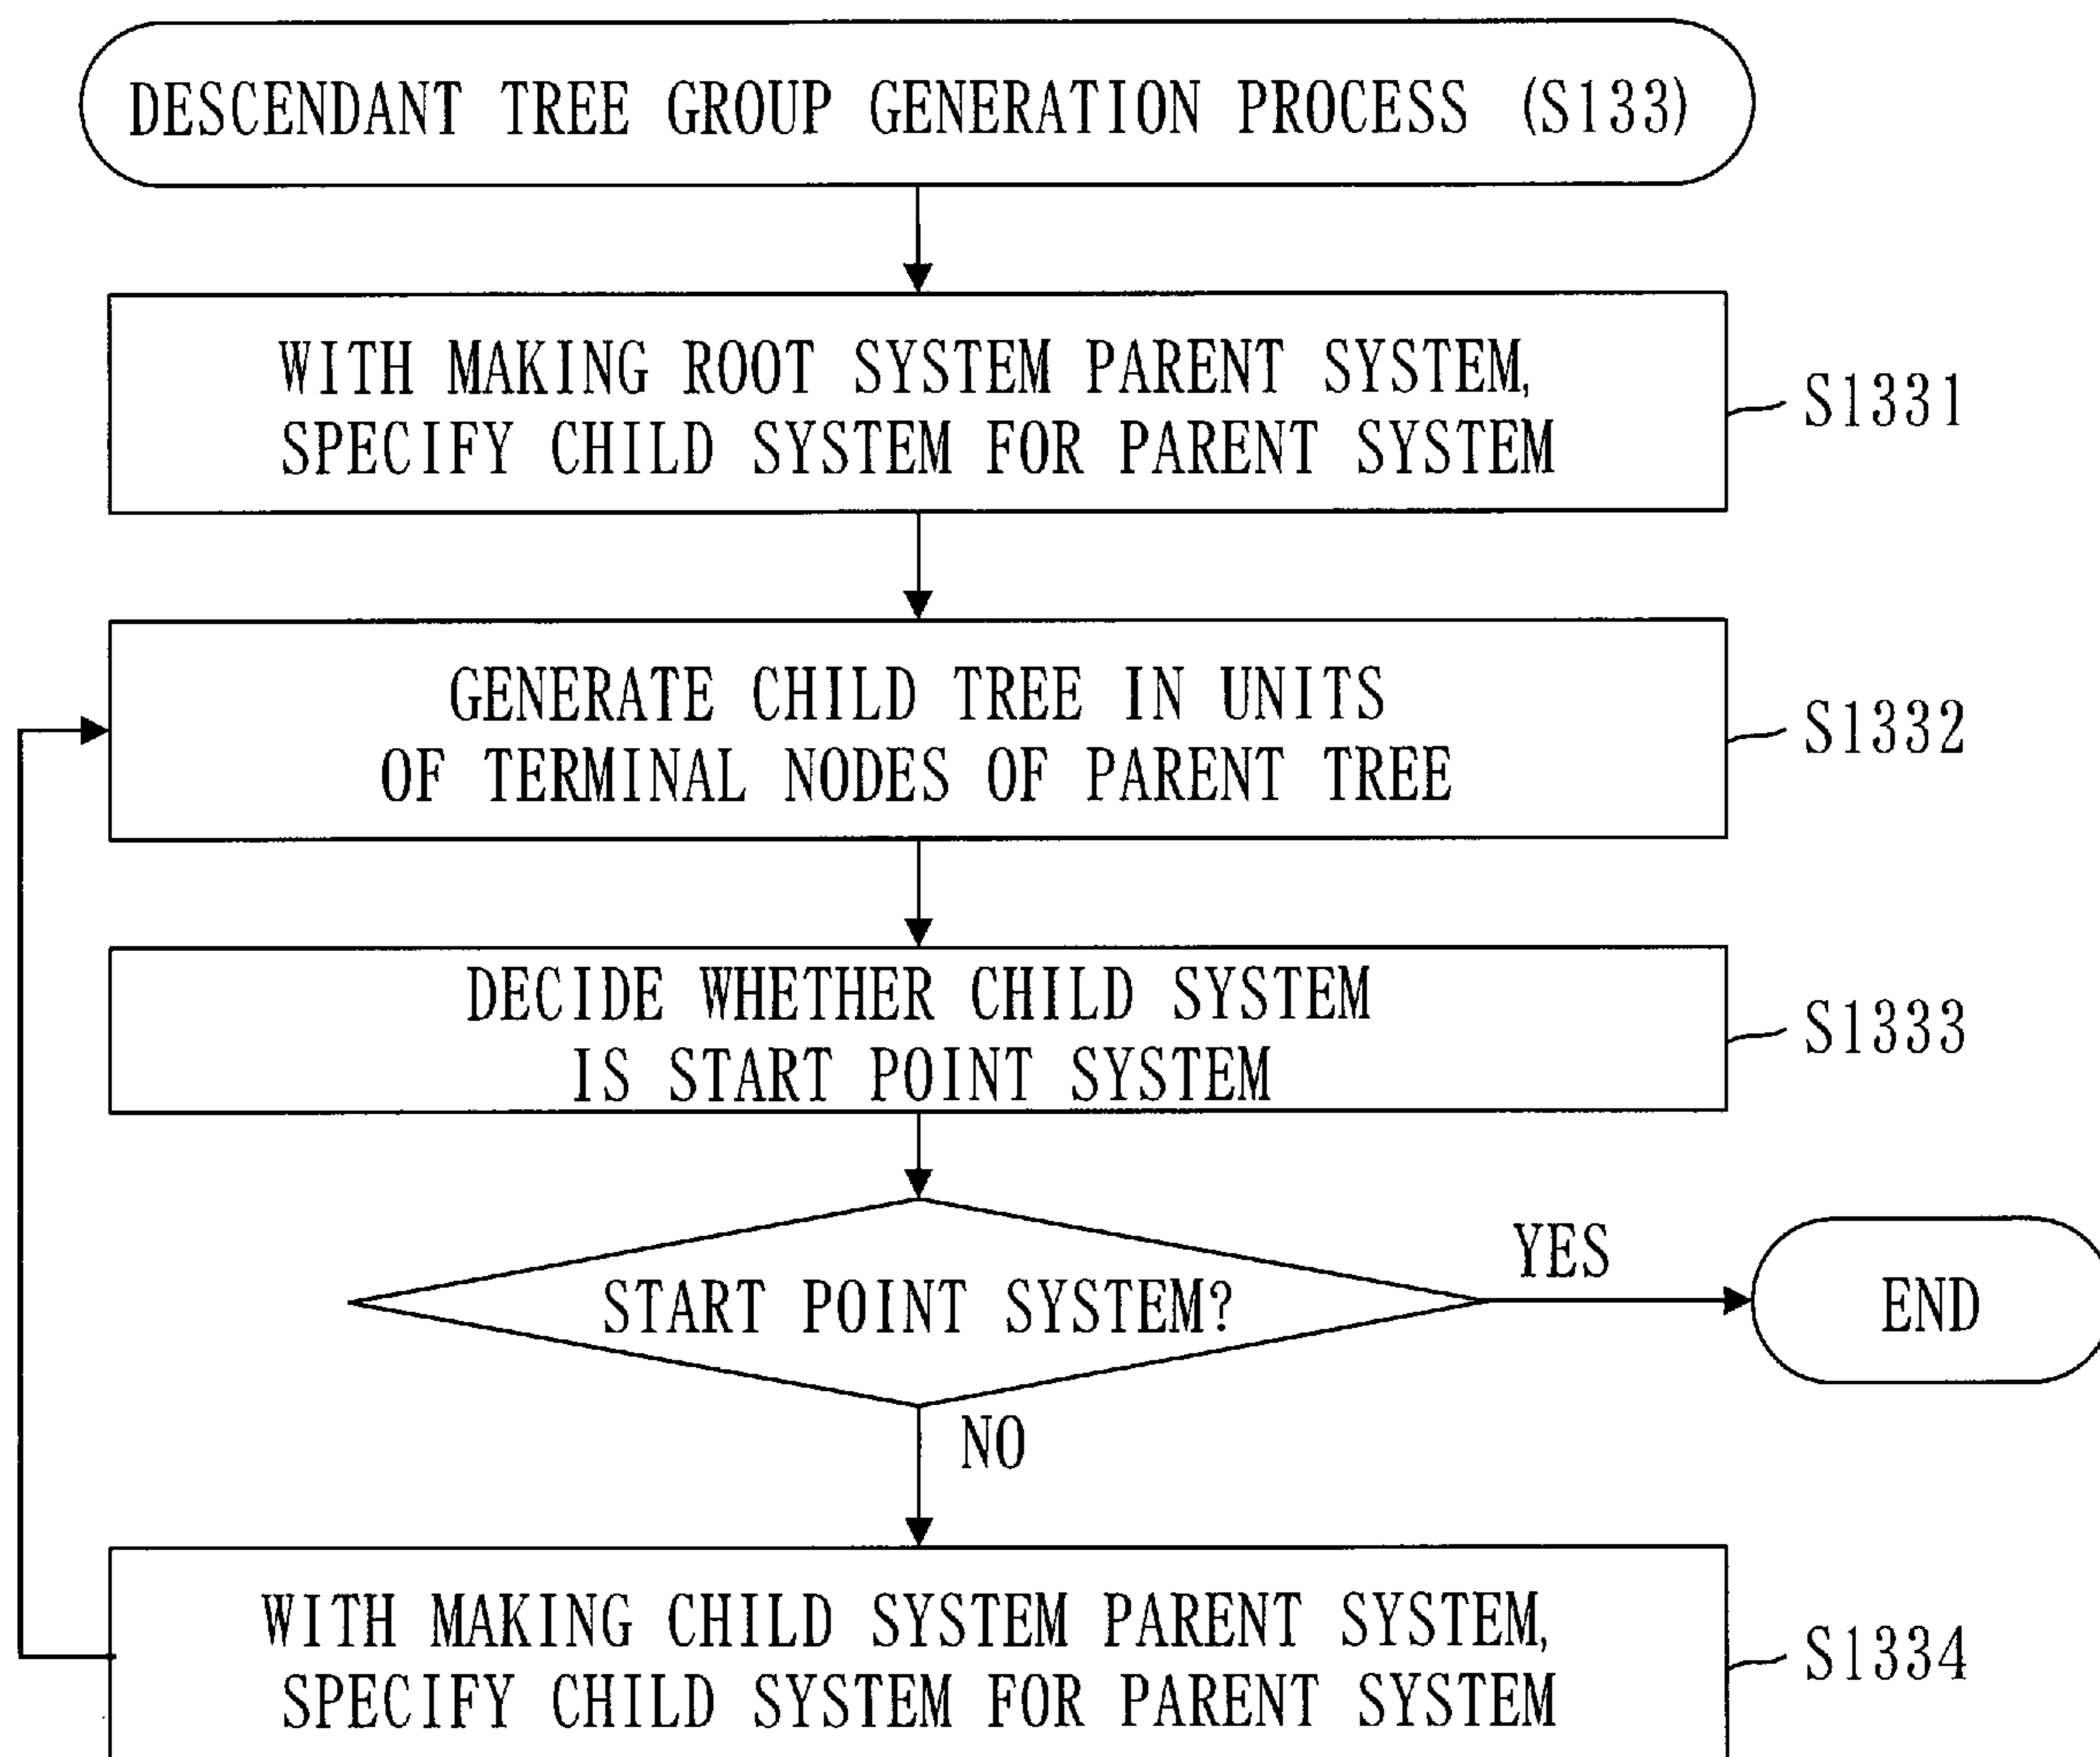 DESCENDANT TREE GROUP GENERATION PROCESS (S133)
WITH MAKING ROOT SYSTEM PARENT SYSTEM,
SPECIFY CHILD SYSTEM FOR PARENT SYSTEM
S1331
GENERATE CHILD TREE IN UNITS
OF TERMINAL NODES OF PARENT TREE
S1332
DECIDE WHETHER CHILD SYSTEM
IS START POINT SYSTEM
S1333
START POINT SYSTEM?
YES
END
NO
WITH MAKING CHILD SYSTEM PARENT SYSTEM,
SPECIFY CHILD SYSTEM FOR PARENT SYSTEM
S1334